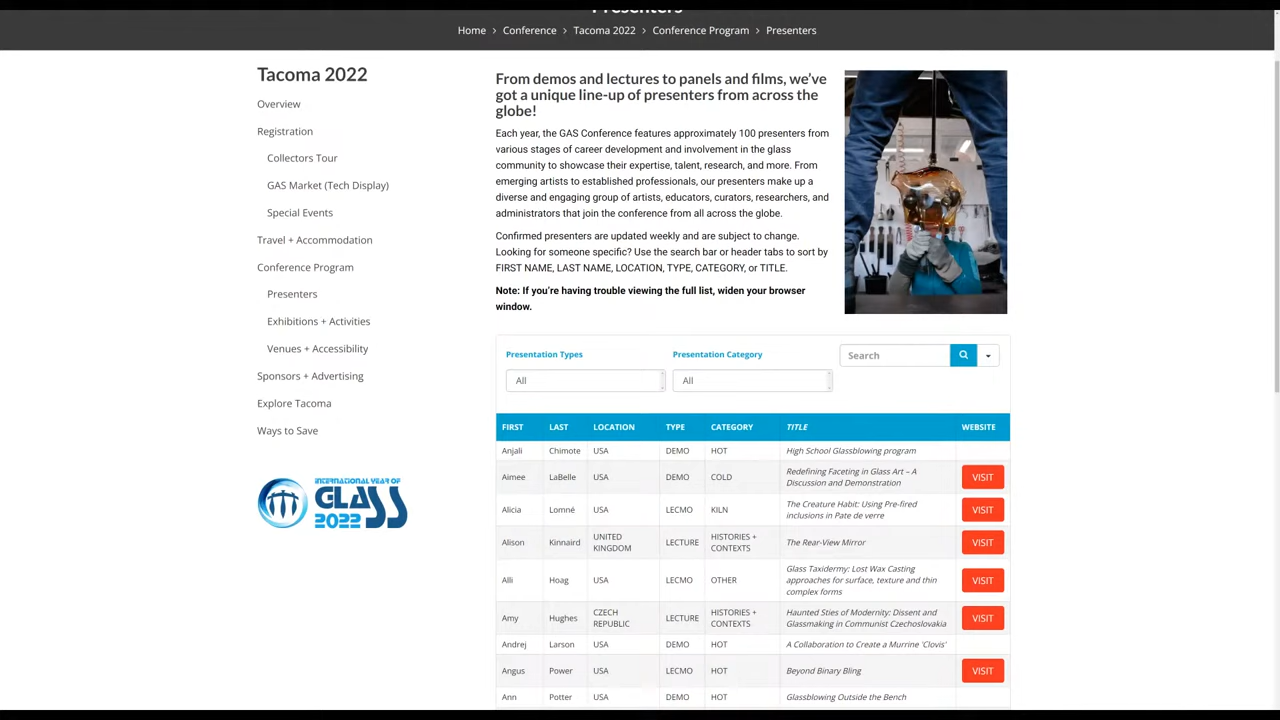 Presenters
Home > Conference > Tacoma 2022 > Conference Program > Presenters
Tacoma 2022
Overview
Registration
Collectors Tour
GAS Market (Tech Display)
Special Events
Travel + Accommodation
Conference Program
Presenters
Exhibitions + Activities
Venues + Accessibility
Sponsors + Advertising
Explore Tacoma
Ways to Save
INTERNATIONAL YEAR OF
GLASS
2022
From demos and lectures to panels and films, we've
got a unique line-up of presenters from across the
globe!
Each year, the GAS Conference features approximately 100 presenters from
various stages of career development and involvement in the glass
community to showcase their expertise, talent, research, and more. From
emerging artists to established professionals, our presenters make up a
diverse and engaging group of artists, educators, curators, researchers, and
administrators that join the conference from all across the globe.
Confirmed presenters are updated weekly and are subject to change.
Looking for someone specific? Use the search bar or header tabs to sort by
FIRST NAME, LAST NAME, LOCATION, TYPE, CATEGORY, or TITLE.
Note: If you're having trouble viewing the full list, widen your browser
window.
Presentation Types Presentation Category Search
All All
FIRST LAST LOCATION TYPE CATEGORY TITLE WEBSITE
Anjali Chimote USA DEMO HOT High School Glassblowing program
Aimee LaBelle USA DEMO COLD Redefining Faceting in Glass Art – A
Discussion and Demonstration VISIT
Alicia Lomné USA LECMO KILN The Creature Habit: Using Pre-fired
inclusions in Pate de verre VISIT
Alison Kinnaird UNITED
KINGDOM LECTURE HISTORIES +
CONTEXTS The Rear-View Mirror VISIT
Alli Hoag USA LECMO OTHER Glass Taxidermy: Lost Wax Casting
approaches for surface, texture and thin
complex forms VISIT
Amy Hughes CZECH
REPUBLIC LECTURE HISTORIES +
CONTEXTS Haunted Sties of Modernity: Dissent and
Glassmaking in Communist Czechoslovakia VISIT
Andrej Larson USA DEMO HOT A Collaboration to Create a Murrine 'Clovis'
Angus Power USA LECMO HOT Beyond Binary Bling VISIT
Ann Potter USA DEMO HOT Glassblowing Outside the Bench